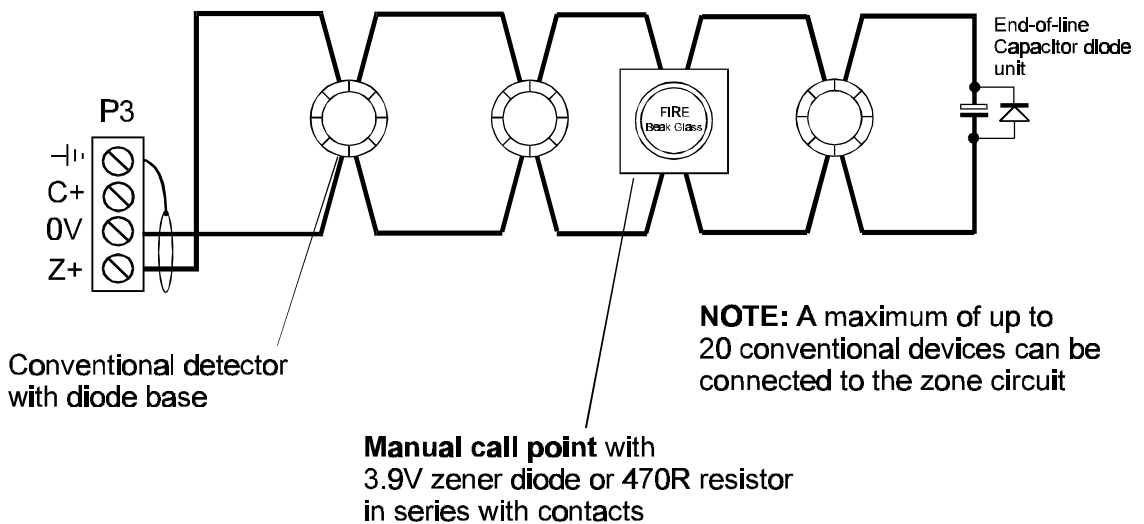 End-of-line
Capacitor diode
unit
P3
C+
0V
Z+
FIRE
Beak Glass
Conventional detector
with diode base
NOTE: A maximum of up to
20 conventional devices can be
connected to the zone circuit
Manual call point with
3.9V zener diode or 470R resistor
in series with contacts